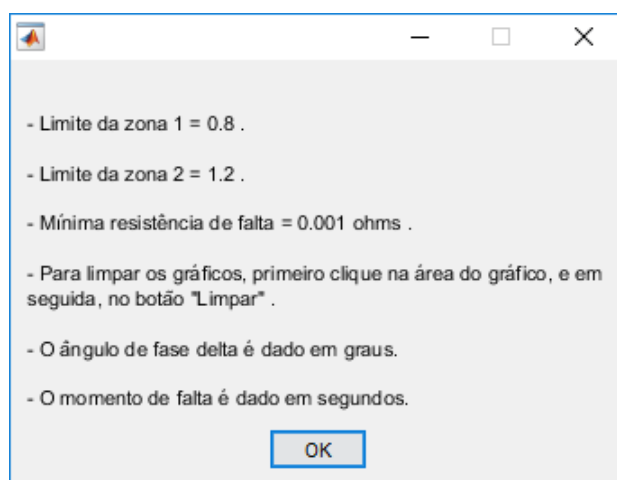 - Limite da zona 1 = 0.8 .
- Limite da zona 2 = 1.2 .
- Mínima resistência de falta = 0.001 ohms .
- Para limpar os gráficos, primeiro clique na área do gráfico, e em
seguida, no botão "Limpar" .
- O ângulo de fase delta é dado em graus.
- O momento de falta é dado em segundos.
OK